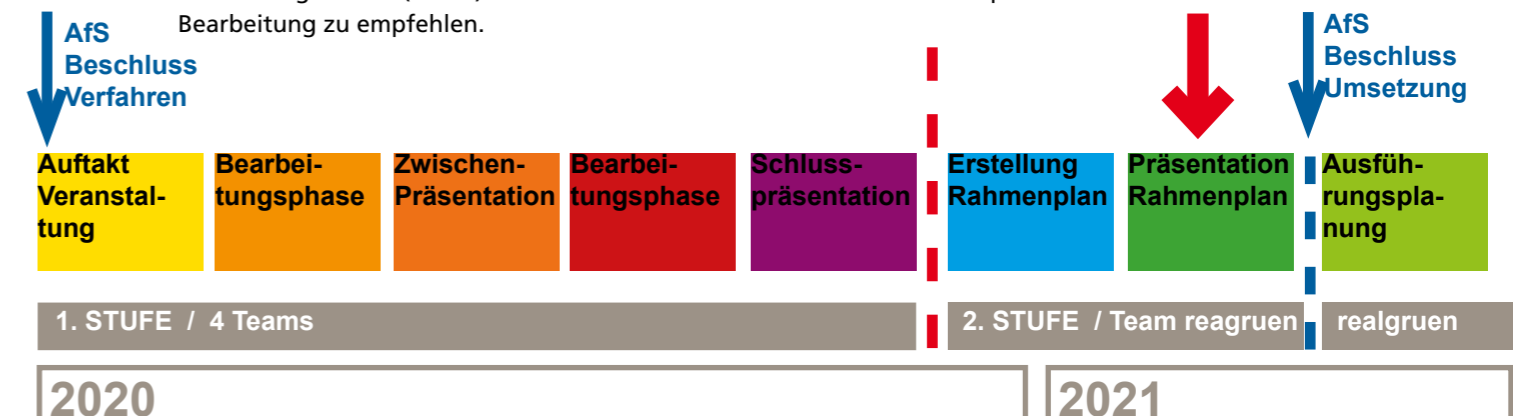 Bearbeitung zu empfehlen.
AfS
Beschluss
Verfahren
AfS
Beschluss
Umsetzung
Auftakt
Veranstal-
tung
Bearbei-
tungsphase
Zwischen-
Präsentation
Bearbei-
tungsphase
Schluss-
präsentation
Erstellung
Rahmenplan
Präsentation
Rahmenplan
Ausfüh-
rungspla-
nung
1. STUFE / 4 Teams
2. STUFE / Team reagruen
realgruen
2020
2021